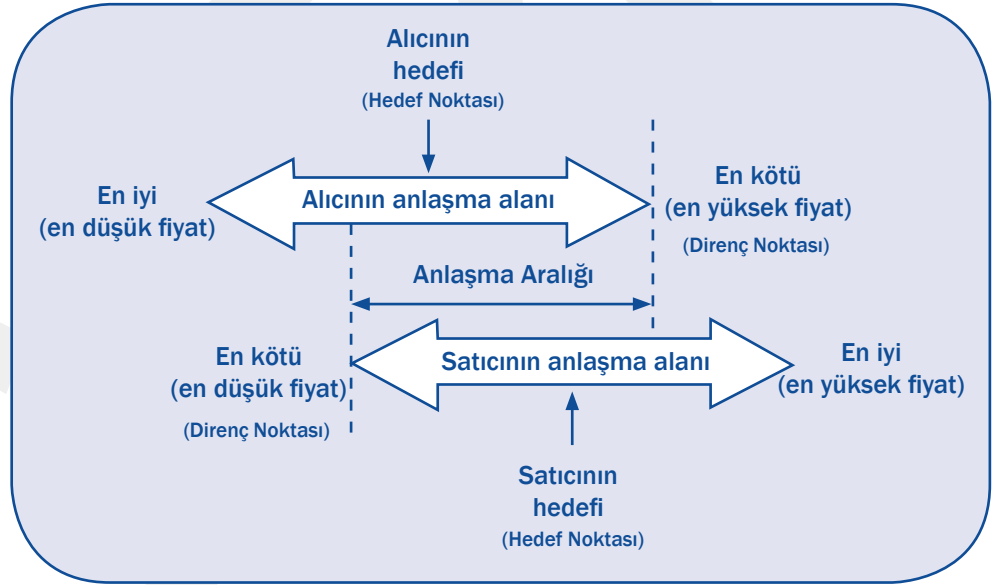 Alıcının
hedefi
(Hedef Noktası)
En iyi
(en düşük fiyat)
Alıcının anlaşma alanı
En kötü
(en yüksek fiyat)
(Direnç Noktası)
Anlaşma Aralığı
En kötü
(en düşük fiyat)
(Direnç Noktası)
Satıcının anlaşma alanı
En iyi
(en yüksek fiyat)
Satıcının
hedefi
(Hedef Noktası)